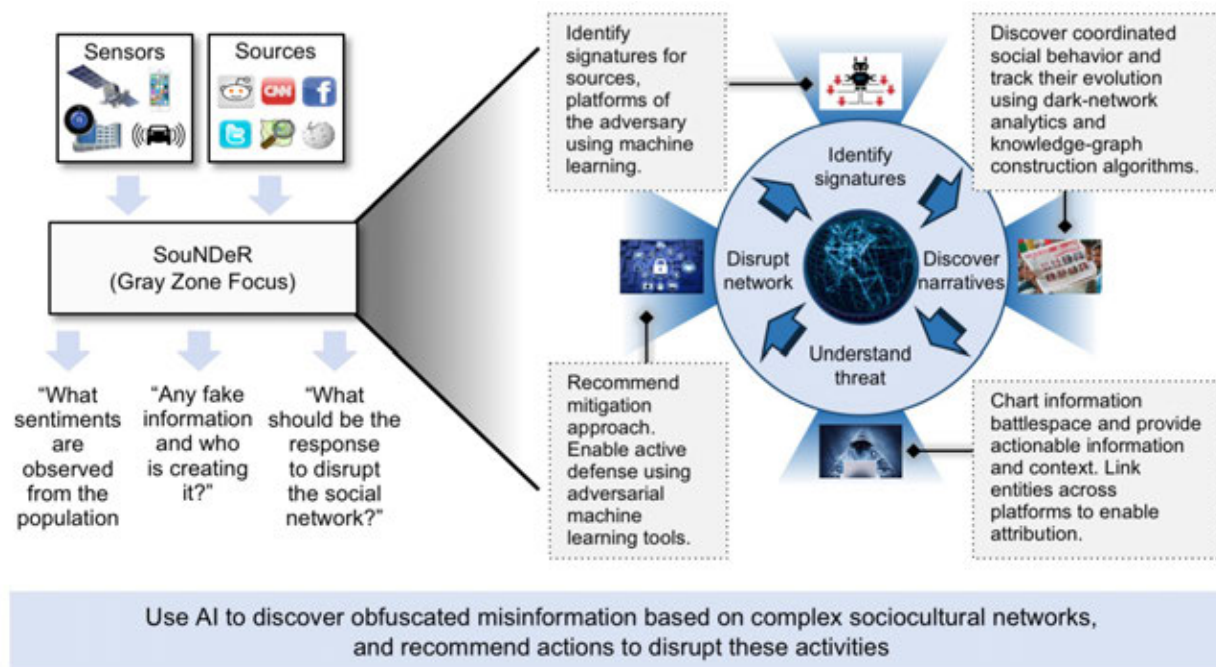 Sensors
Sources
CNN
SouNDeR
(Gray Zone Focus)
“What
sentiments
are
observed
from the
population
“Any fake
information
and who
is creating
it?”
“What
should be the
response
to disrupt
the social
network?”
Identify
signatures for
sources,
platforms of
the adversary
using machine
learning.
Discover coordinated
social behavior and
track their evolution
using dark-network
analytics and
knowledge-graph
construction algorithms.
Identify
signatures
Disrupt
network
Discover
narratives
Understand
threat
Recommend
mitigation
approach.
Enable active
defense using
adversarial
machine
learning tools.
Chart information
battlespace and provide
actionable information
and context. Link
entities across
platforms to enable
attribution.
Use AI to discover obfuscated misinformation based on complex sociocultural networks,
and recommend actions to disrupt these activities